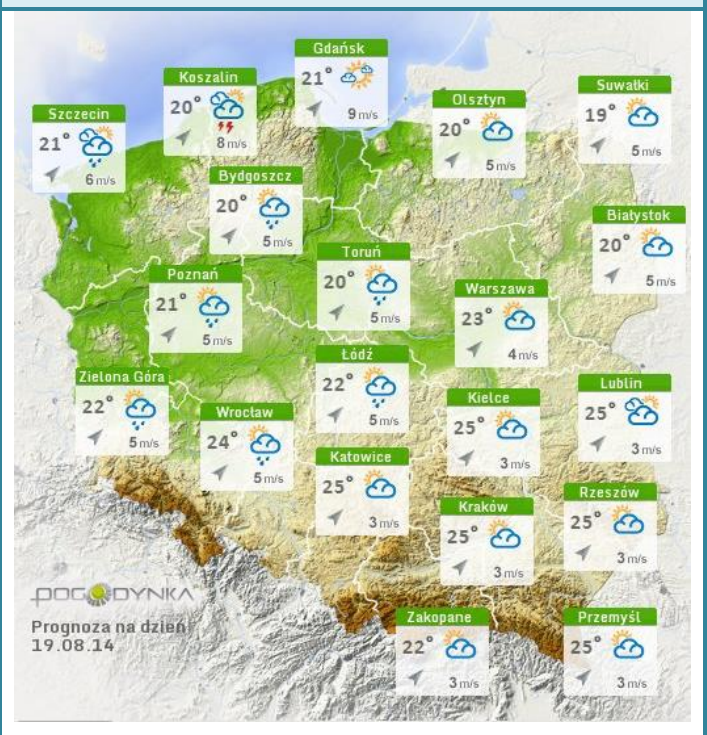 Gdańsk
21°
9 m/s
Koszalin
20°
8 m/s
Szczecin
21°
6 m/s
Olsztyn
20°
5 m/s
Suwałki
19°
5 m/s
Bydgoszcz
20°
5 m/s
Białystok
20°
5 m/s
Toruń
20°
5 m/s
Poznań
21°
5 m/s
Warszawa
23°
4 m/s
Łódź
22°
5 m/s
Zielona Góra
22°
5 m/s
Wrocław
24°
5 m/s
Kielce
25°
3 m/s
Lublin
25°
3 m/s
Katowice
25°
3 m/s
Kraków
25°
3 m/s
Rzeszów
25°
3 m/s
Zakopane
22°
3 m/s
Przemyśl
25°
3 m/s
POGODYNKA
Prognoza na dzień
19.08.14